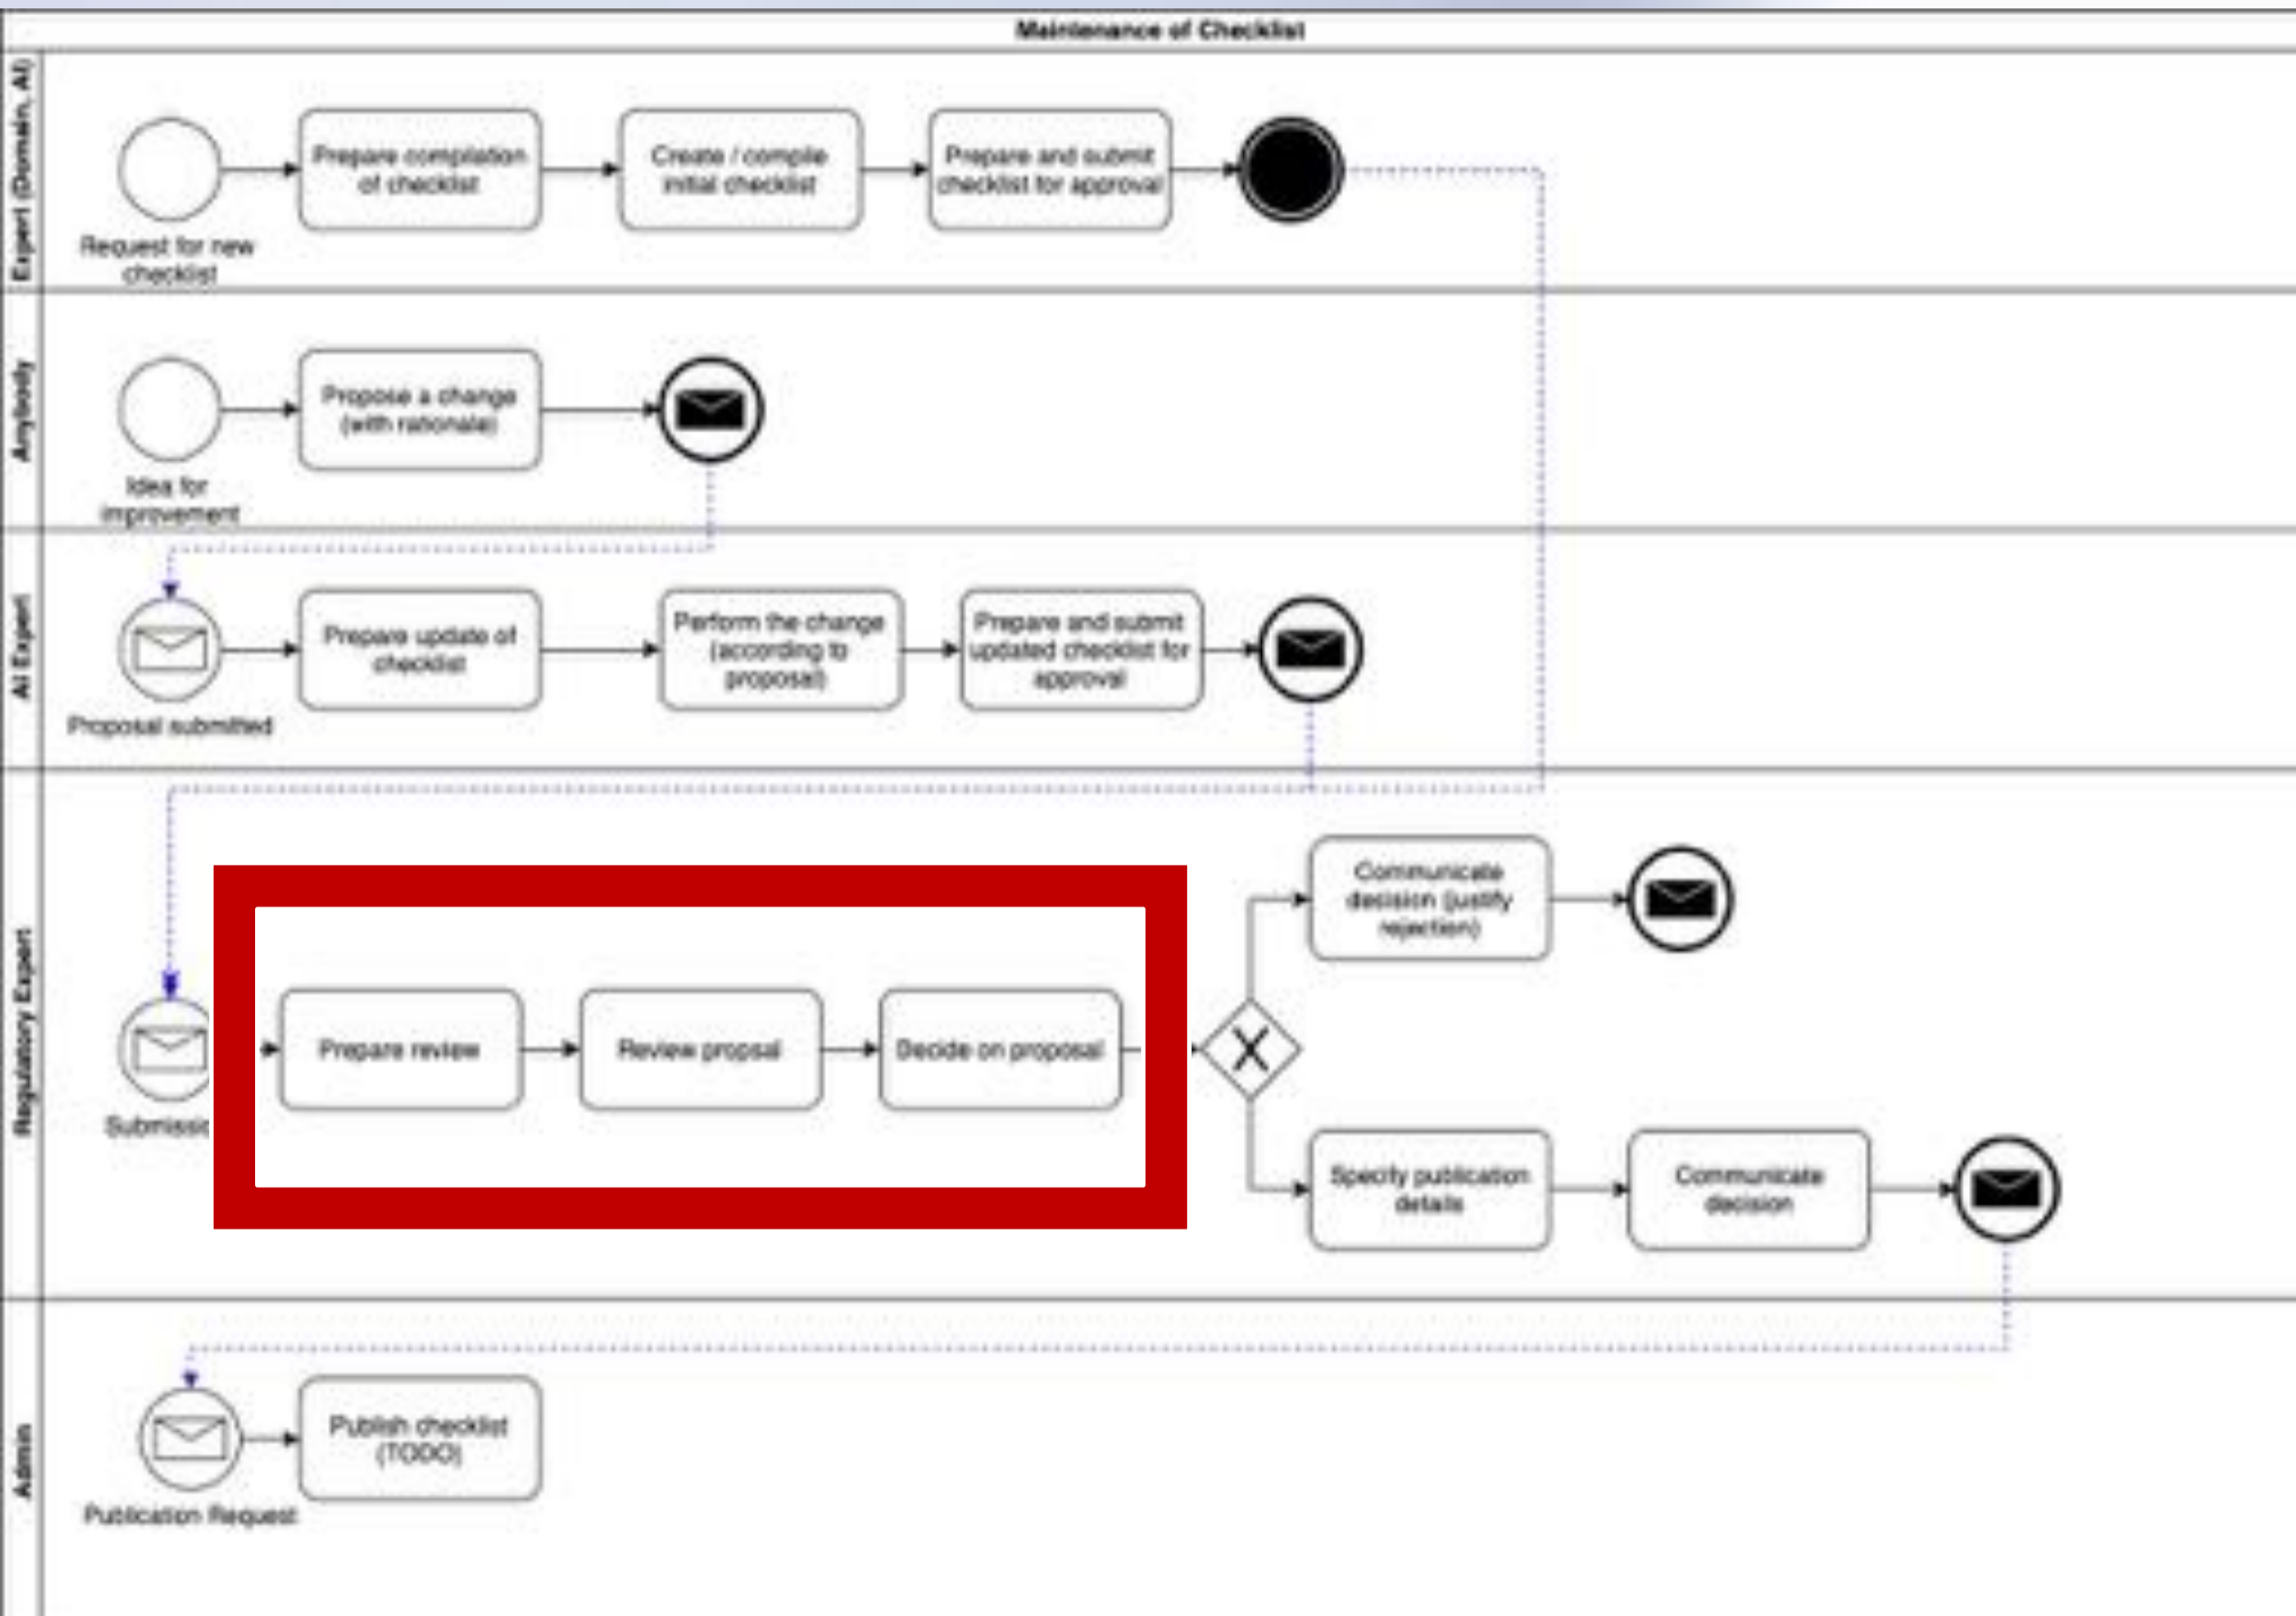 Maintenance of Checklist
Expert (Domain, AI)
Request for new
checklist
Prepare compilation
of checklist
Create / compile
initial checklist
Prepare and submit
checklist for approval
Anybody
Idea for
improvement
Propose a change
(with rationale)
AI Expert
Proposal submitted
Prepare update of
checklist
Perform the change
(according to
proposal)
Prepare and submit
updated checklist for
approval
Regulatory Expert
Prepare review
Review propsal
Decide on proposal
Communicate
decision (justify
rejection)
Specify publication
details
Communicate
decision
Admin
Publication Request
Publish checklist
(TODO)